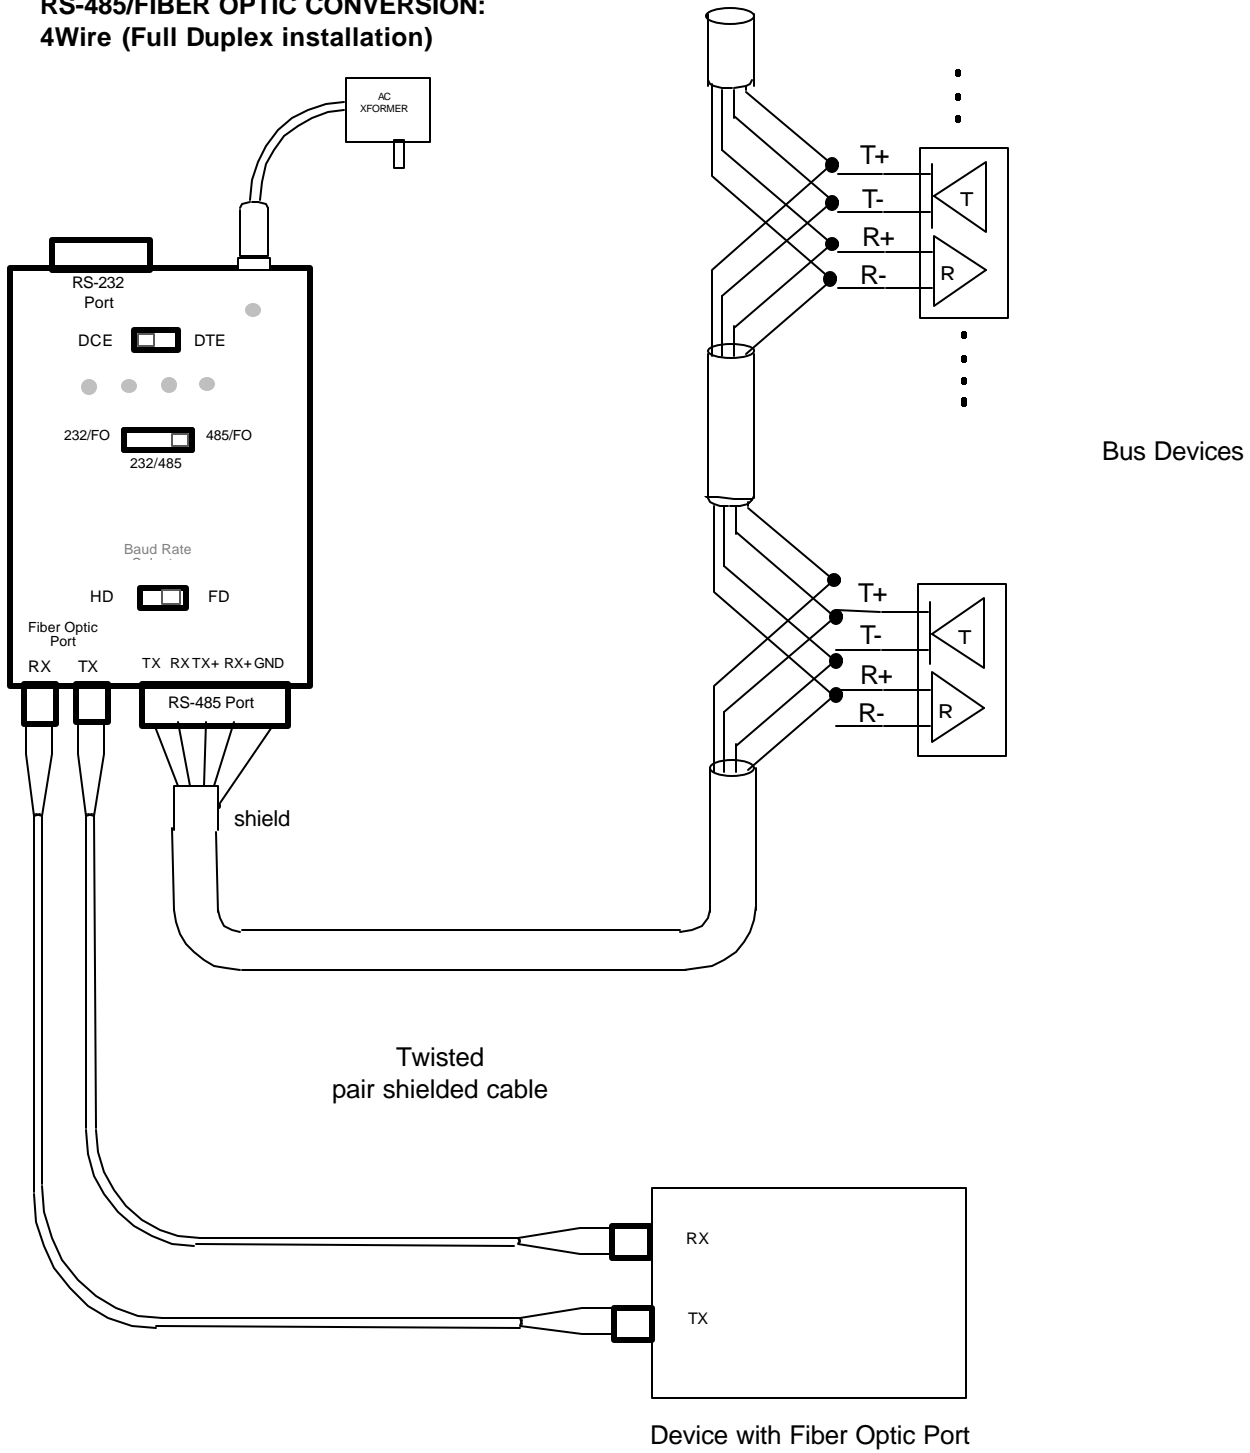 RS-485/FIBER OPTIC CONVERSION:
4Wire (Full Duplex installation)
AC
XFORMER
RS-232
Port
DCE DTE
232/FO 485/FO
232/485
Baud Rate
HD FD
Fiber Optic
Port
RX TX
TX RX TX+ RX+ GND
RS-485 Port
shield
T+
T-
R+
R-
T
R
Bus Devices
T+
T-
R+
R-
T
R
Twisted
pair shielded cable
RX
TX
Device with Fiber Optic Port